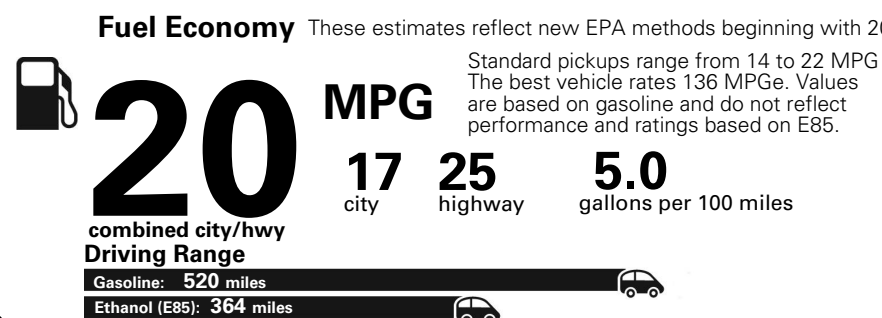 Fuel Economy These estimates reflect new EPA methods beginning with
Standard pickups range from 14 to 22 MPG
The best vehicle rates 136 MPGe. Values
are based on gasoline and do not reflect
performance and ratings based on E85.
20 MPG
17 25 5.0
city highway gallons per 100 miles
combined city/hwy
Driving Range
Gasoline: 520 miles
Ethanol (E85): 364 miles